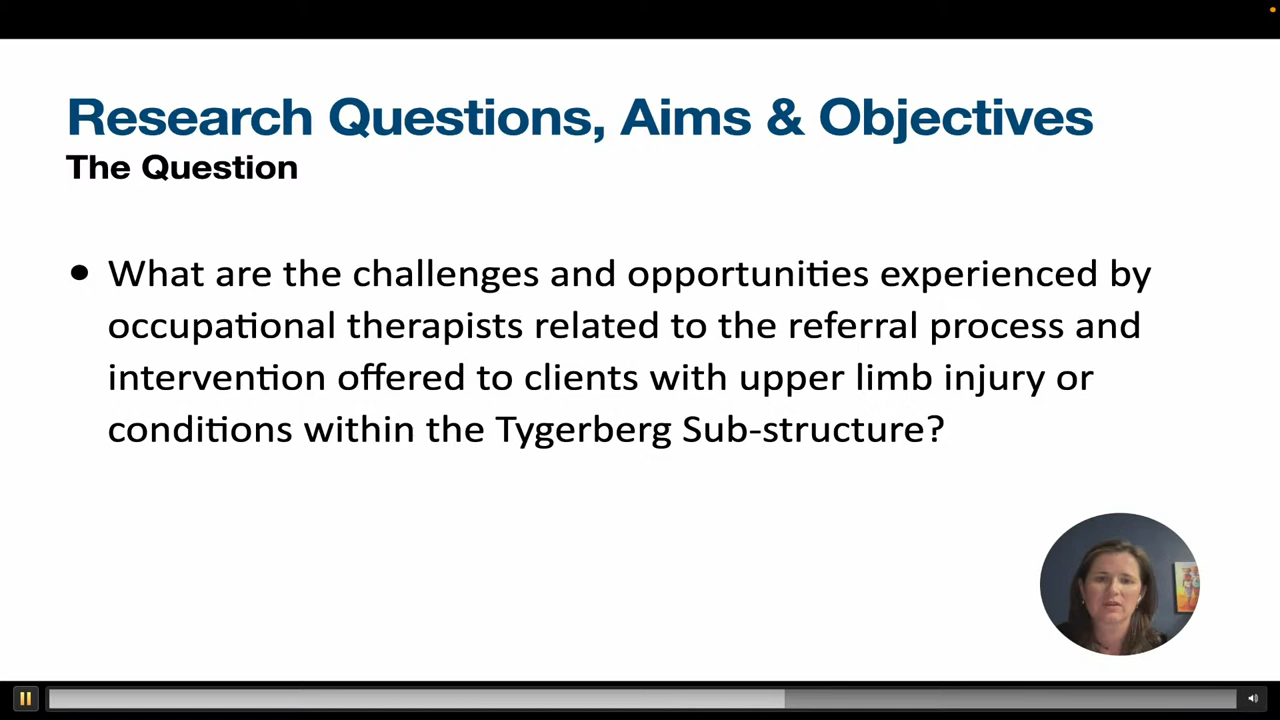 Research Questions, Aims & Objectives
The Question
• What are the challenges and opportunities experienced by
occupational therapists related to the referral process and
intervention offered to clients with upper limb injury or
conditions within the Tygerberg Sub-structure?